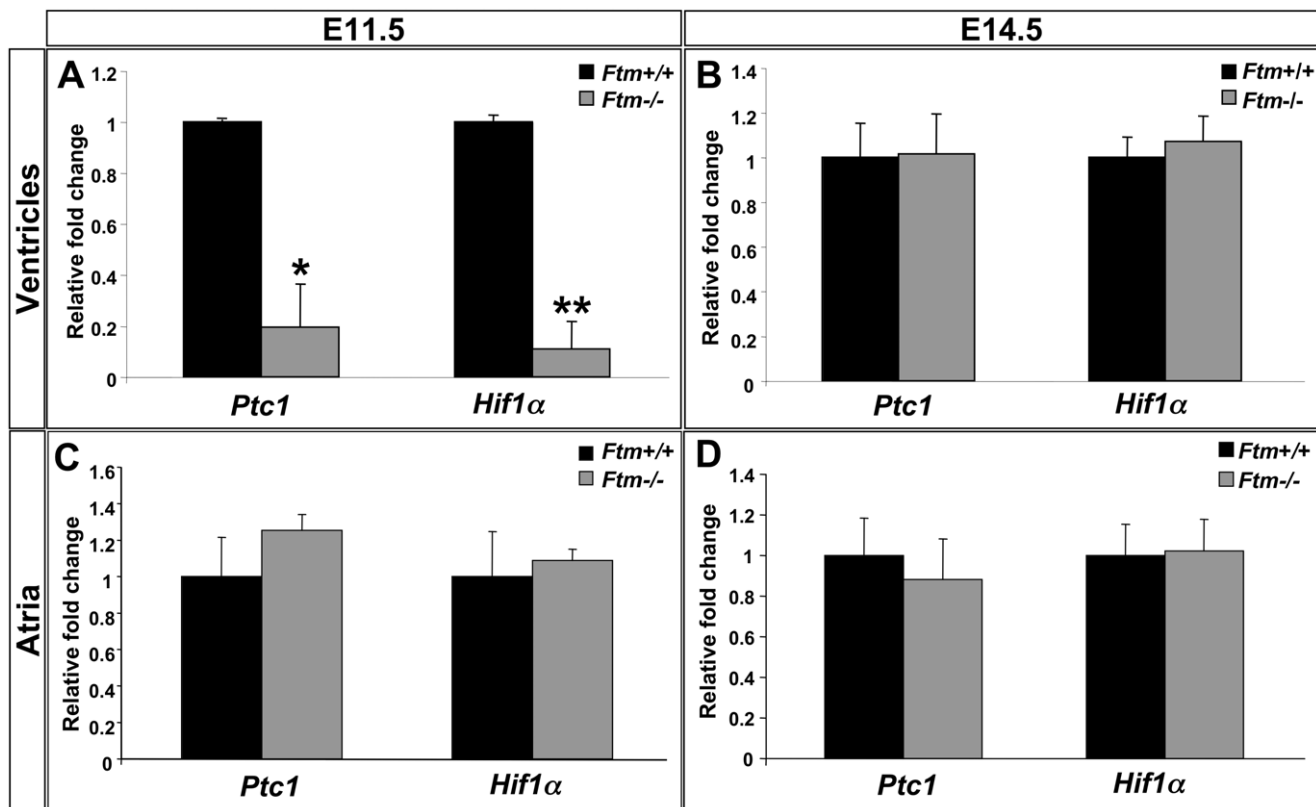 E11.5
E14.5
Ventricles
A
Relative fold change
1.2
1
0.8
0.6
0.4
0.2
0
Ftm+/+
Ftm-/-
*
**
Ptc1
Hif1α
B
Relative fold change
1.4
1.2
1
0.8
0.6
0.4
0.2
0
Ftm+/+
Ftm-/-
Ptc1
Hif1α
Atria
C
Relative fold change
1.6
1.4
1.2
1
0.8
0.6
0.4
0.2
0
Ftm+/+
Ftm-/-
Ptc1
Hif1α
D
Relative fold change
1.4
1.2
1
0.8
0.6
0.4
0.2
0
Ftm+/+
Ftm-/-
Ptc1
Hif1α